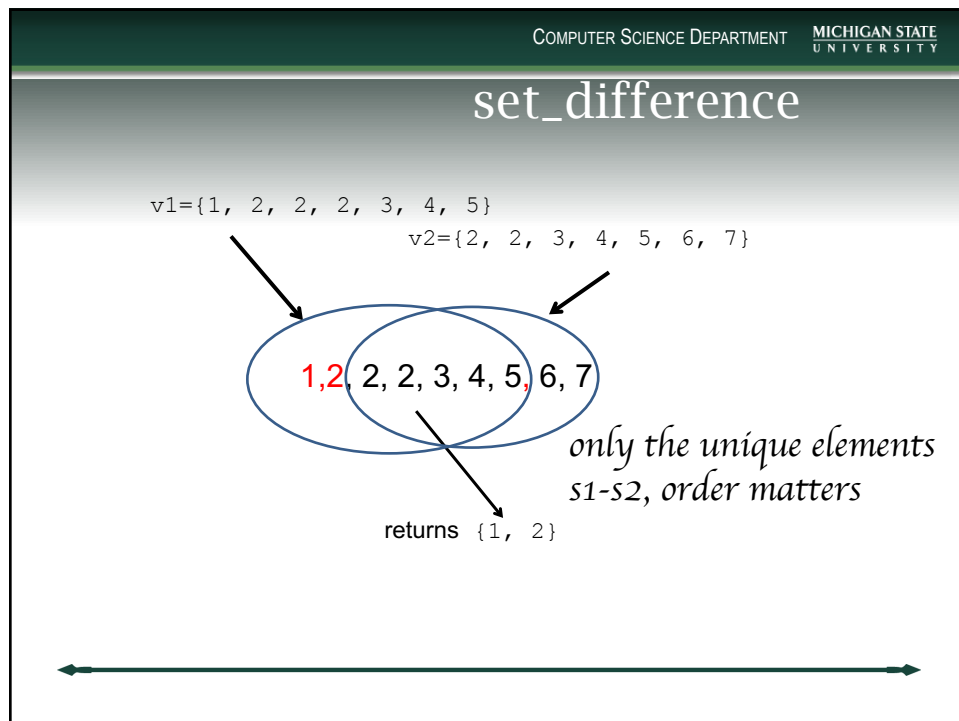 COMPUTER SCIENCE DEPARTMENT
MICHIGAN STATE
UNIVERSITY
set_difference
v1={1, 2, 2, 2, 3, 4, 5}
v2={2, 2, 3, 4, 5, 6, 7}
1,2, 2, 2, 3, 4, 5, 6, 7
only the unique elements
s1-s2, order matters
returns {1, 2}